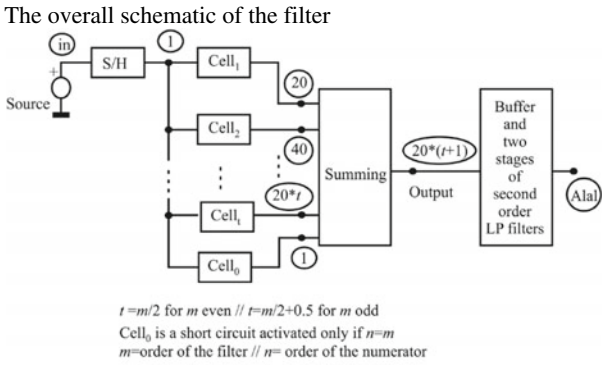 The overall schematic of the filter
in
S/H
1
Cell₁
20
Source
+
Cell₂
40
Summing
20*(t+1)
Output
Buffer
and
two
stages
of
second
order
LP filters
Alal
20*t
Cellₜ
Cell₀
1
t =m/2 for m even // t=m/2+0.5 for m odd
Cell₀ is a short circuit activated only if n=m
m=order of the filter // n= order of the numerator